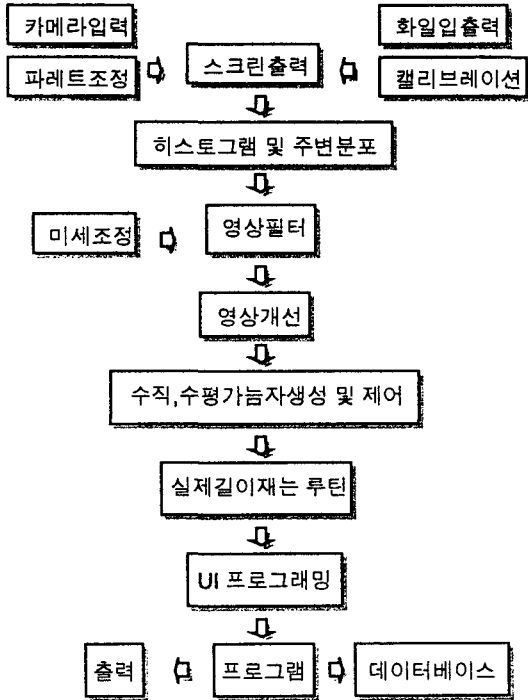 카메라입력
화일입출력
파레트조정
스크린출력
캘리브레이션
히스토그램 및 주변분포
미세조정
영상필터
영상개선
수직,수평가늠자생성 및 제어
실제길이재는 루틴
UI 프로그래밍
출력
프로그램
데이터베이스